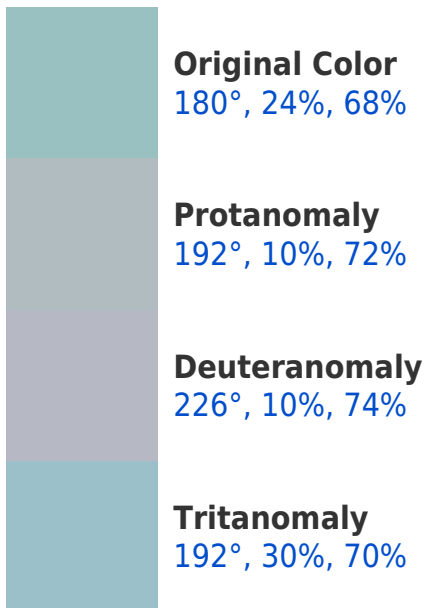 Original Color
180°, 24%, 68%
Protanomaly
192°, 10%, 72%
Deuteranomaly
226°, 10%, 74%
Tritanomaly
192°, 30%, 70%